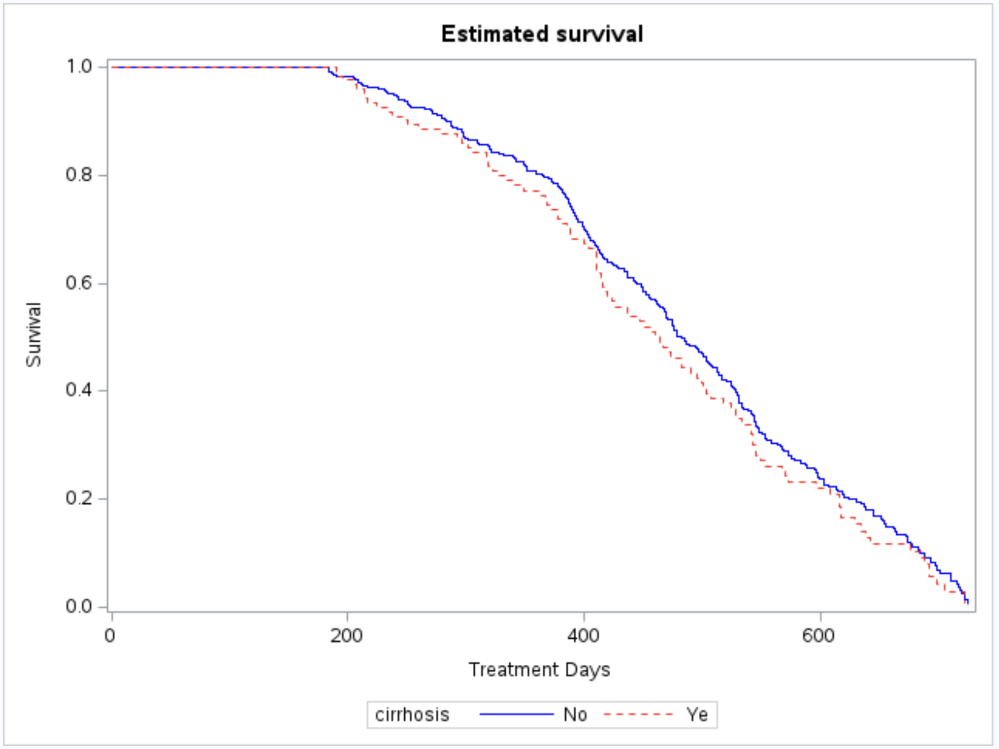 Estimated survival
1.0
0.8
0.6
0.4
0.2
0.0
Survival
0 200 400 600
Treatment Days
cirrhosis No Ye